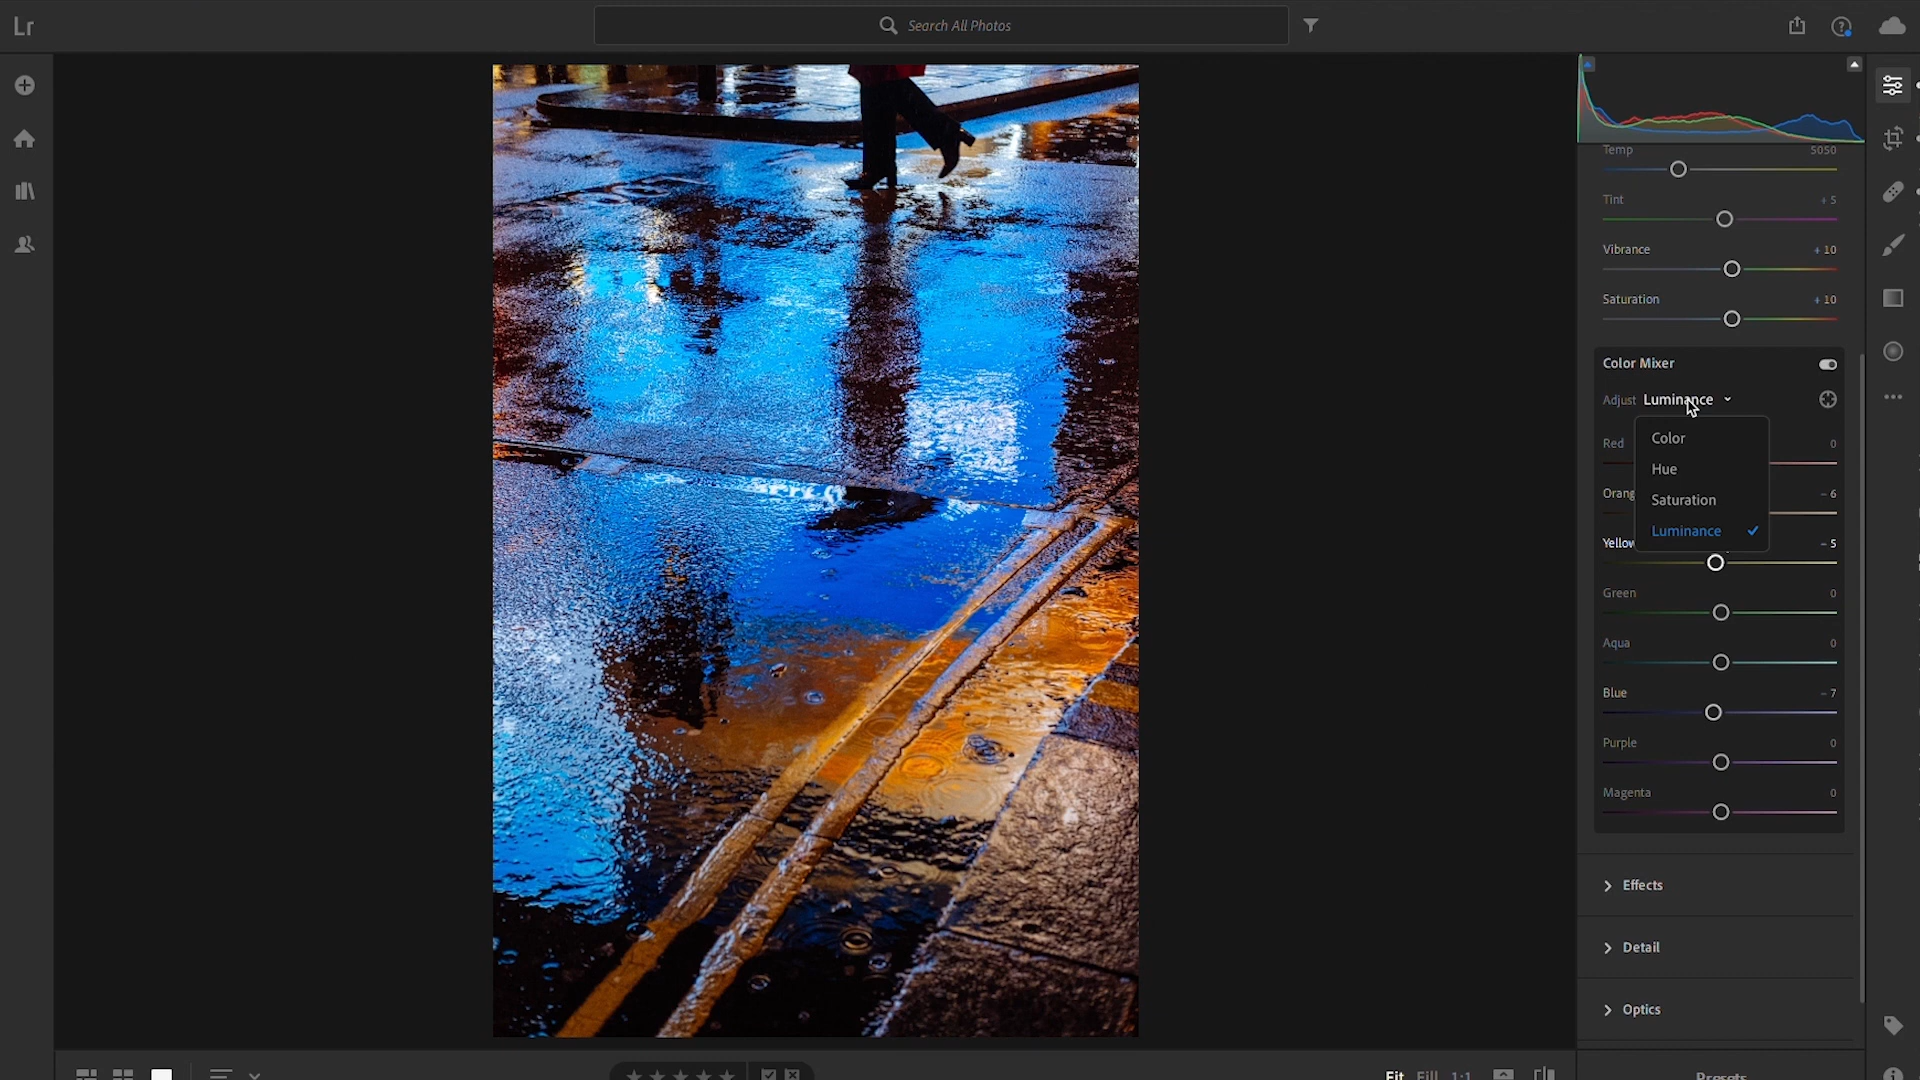 Lr
Search All Photos
Temp 5050
Tint + 5
Vibrance + 10
Saturation + 10
Color Mixer
Adjust Luminance
Color
Hue
Saturation
Luminance
Red 0
Orang - 6
Yellow - 5
Green 0
Aqua 0
Blue - 7
Purple 0
Magenta 0
Effects
Detail
Optics
Fit Fill 1:1
Presets